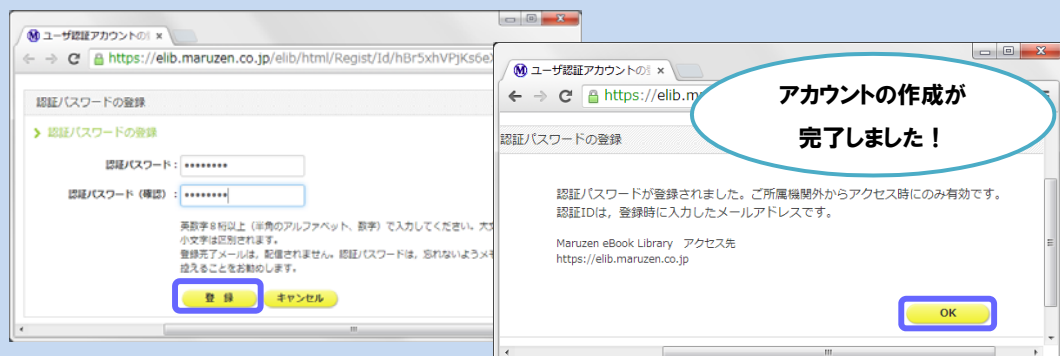 ユーザ認証アカウントの
https://elib.maruzen.co.jp/elib/html/Regist/Id/hBr5xhVPjKs6e
認証パスワードの登録
認証パスワードの登録
認証パスワード：
認証パスワード（確認）：
英数字８桁以上（半角のアルファベット、数字）で入力してください。大文
小文字は区別されます。
登録完了メールは、配信されません。認証パスワードは、忘れないようメモ
控えることをお勧めします。
登 録
キャンセル
ユーザ認証アカウントの
https://elib.m
アカウントの作成が
完了しました！
認証パスワードの登録
認証パスワードが登録されました。ご所属機関外からアクセス時にのみ有効です。
認証IDは，登録時に入力したメールアドレスです。
Maruzen eBook Library　アクセス先
https://elib.maruzen.co.jp
OK